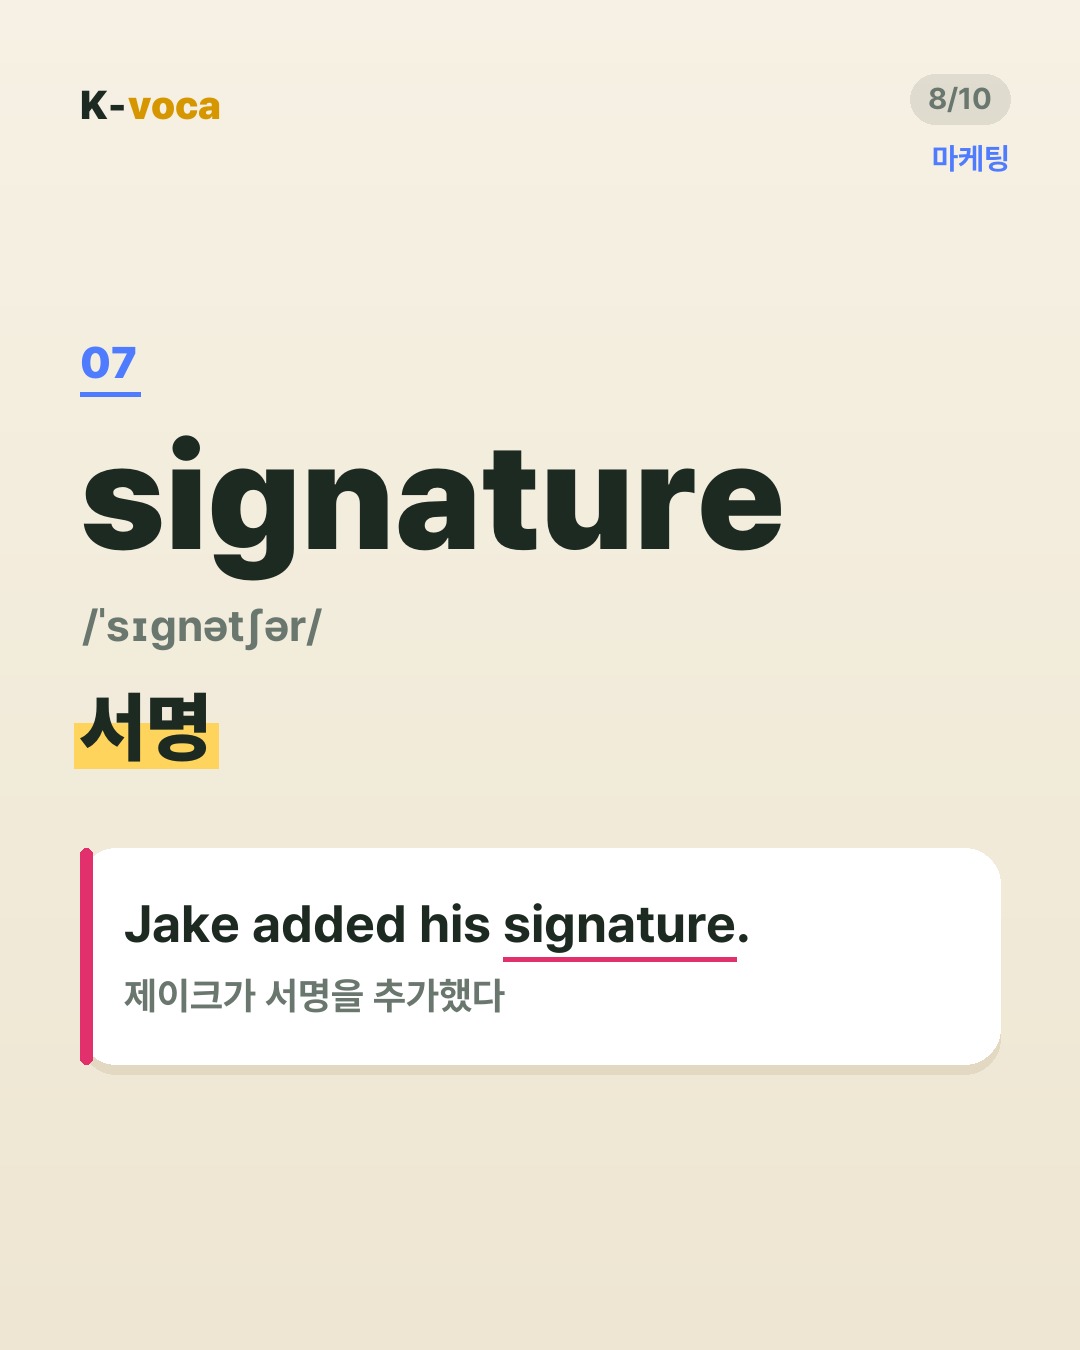 K-voca
8/10
마케팅
07
signature
/ˈsɪgnətʃər/
서명
Jake added his signature.
제이크가 서명을 추가했다